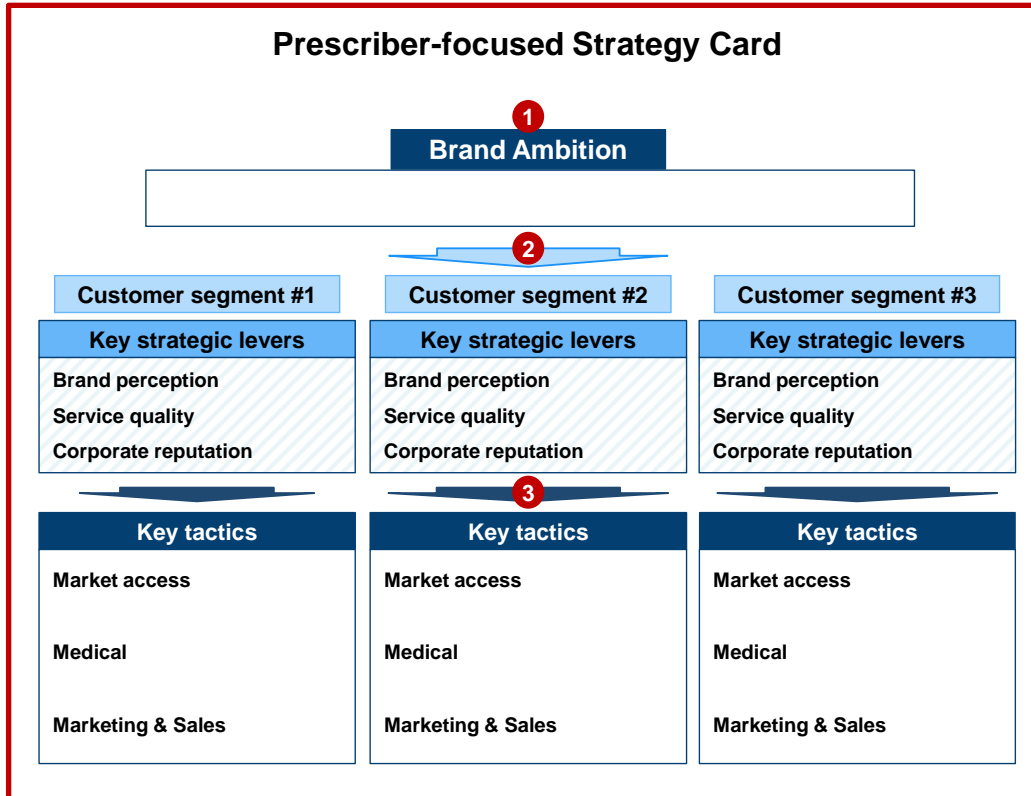 Prescriber-focused Strategy Card
1
Brand Ambition
2
Customer segment #1
Customer segment #2
Customer segment #3
Key strategic levers
Key strategic levers
Key strategic levers
Brand perception
Brand perception
Brand perception
Service quality
Service quality
Service quality
Corporate reputation
Corporate reputation
Corporate reputation
3
Key tactics
Key tactics
Key tactics
Market access
Market access
Market access
Medical
Medical
Medical
Marketing & Sales
Marketing & Sales
Marketing & Sales